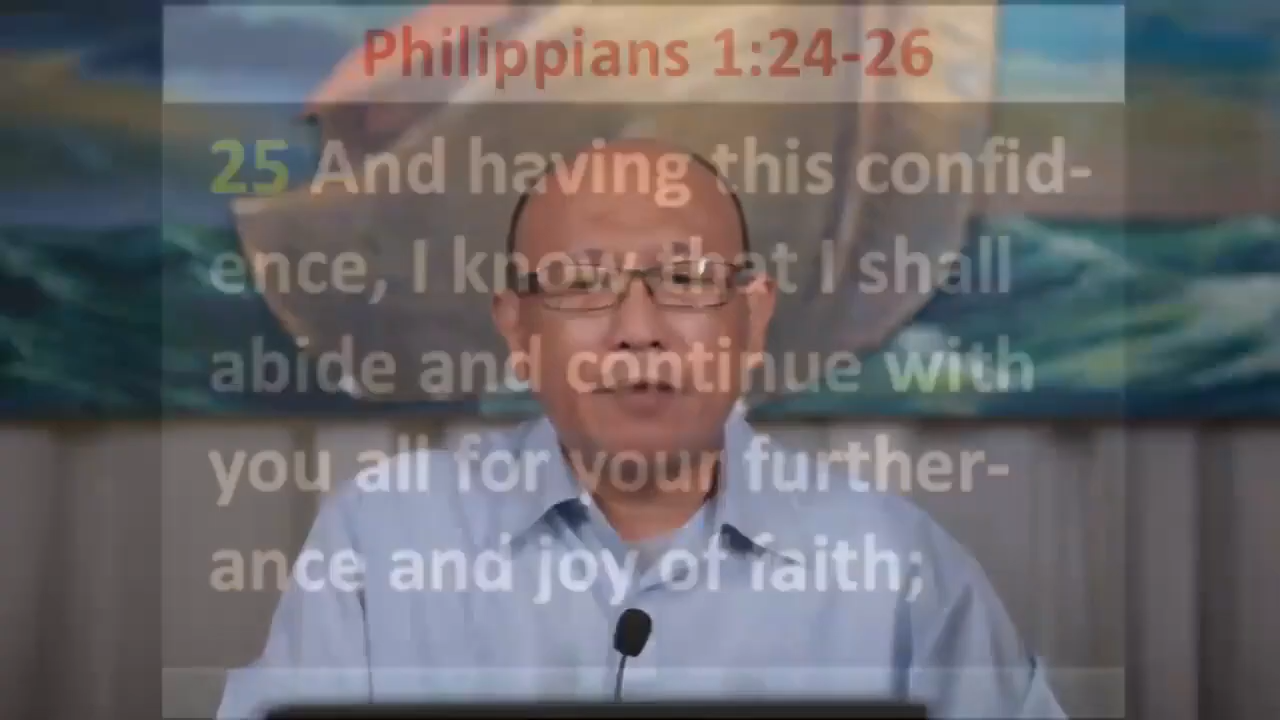 Philippians 1:24-26
25 And having this confid-
ence, I know that I shall
abide and continue with
you all for your further-
ance and joy of faith;